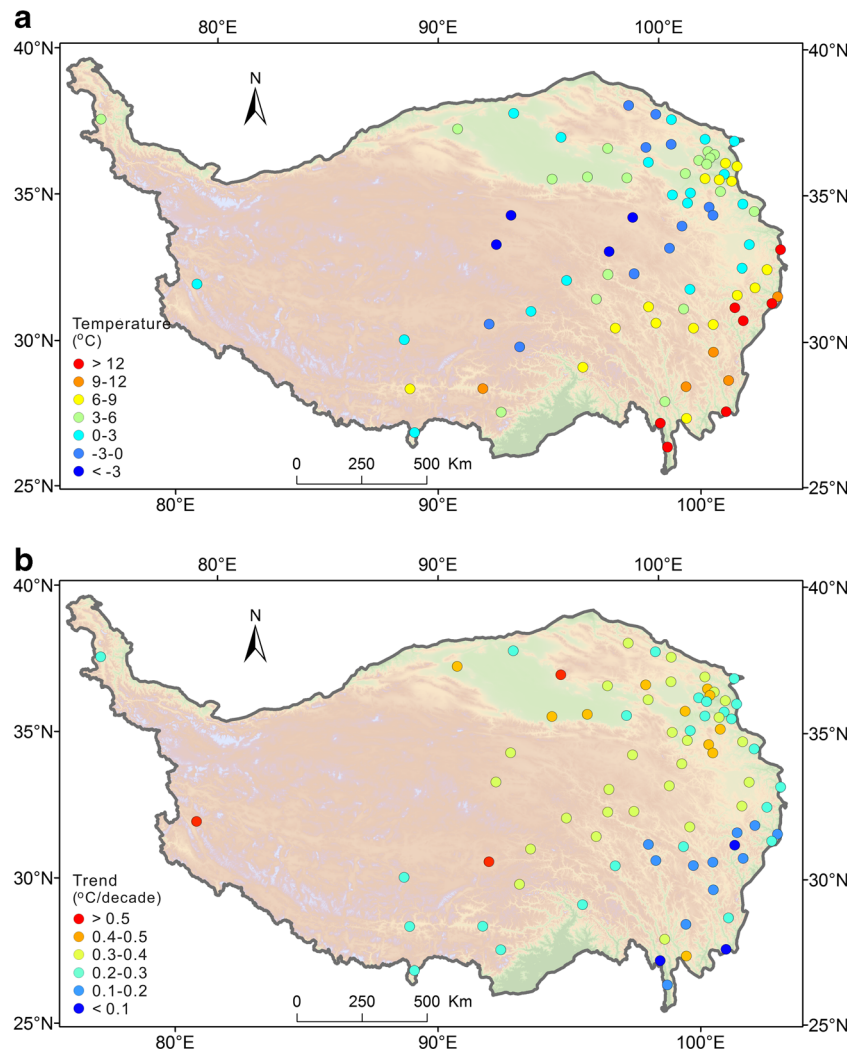 a
80°E 90°E 100°E
40°N 40°N
N
35°N 35°N
Temperature
(°C)
> 12
9-12
30°N 30°N
6-9
3-6
0-3
-3-0
< -3
0 250 500 Km
25°N 25°N
80°E 90°E 100°E
b
80°E 90°E 100°E
40°N 40°N
N
35°N 35°N
30°N 30°N
Trend
(°C/decade)
> 0.5
0.4-0.5
0.3-0.4
0.2-0.3
0.1-0.2
< 0.1
0 250 500 Km
25°N 25°N
80°E 90°E 100°E